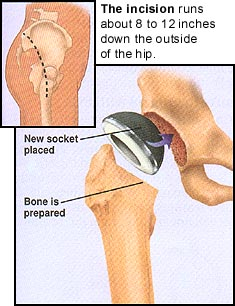 The incision runs
about 8 to 12 inches
down the outside
of the hip.
New socket
placed
Bone is
prepared